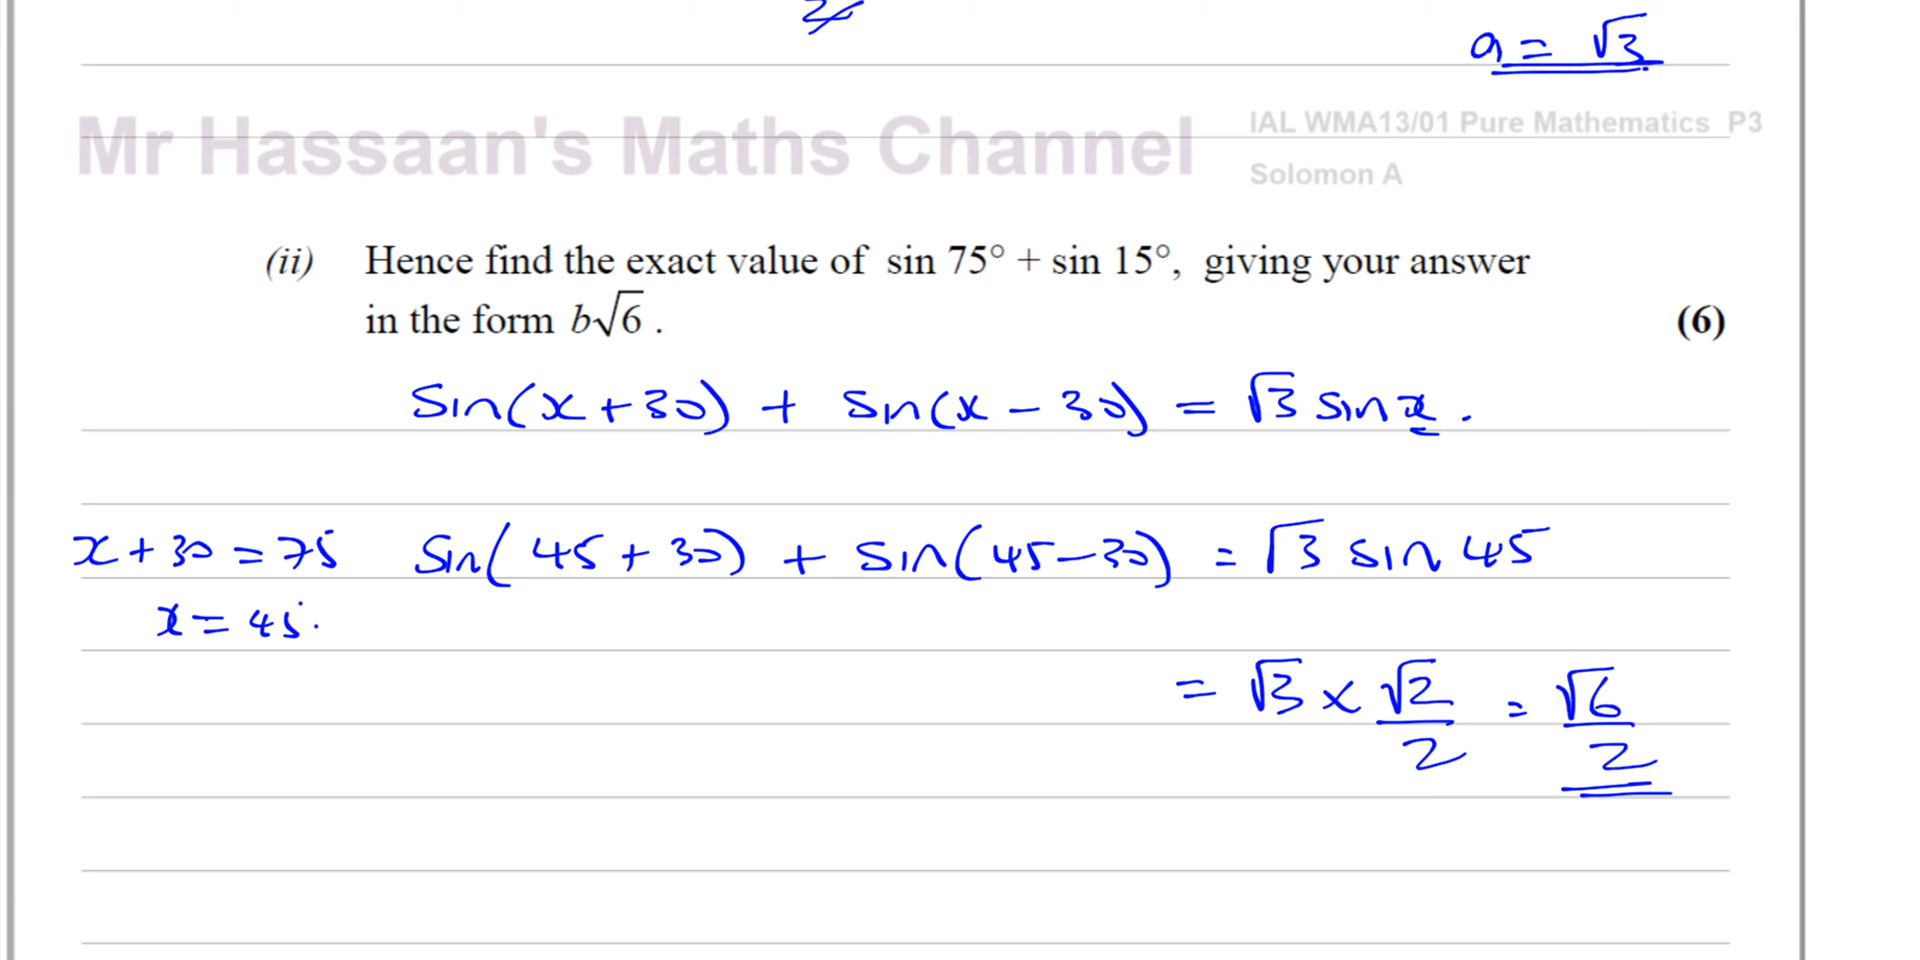 a = √3
Mr Hassaan's Maths Channel
IAL WMA13/01 Pure Mathematics P3
Solomon A
(ii) Hence find the exact value of sin 75° + sin 15°, giving your answer
in the form b√6 .
(6)
sin(x+30) + sin(x - 30) = √3 sin x .
x + 30 = 75 sin( 45 + 30) + sin(45-30) = √3 sin 45
x = 45.
= √3 × √2/2 = √6/2